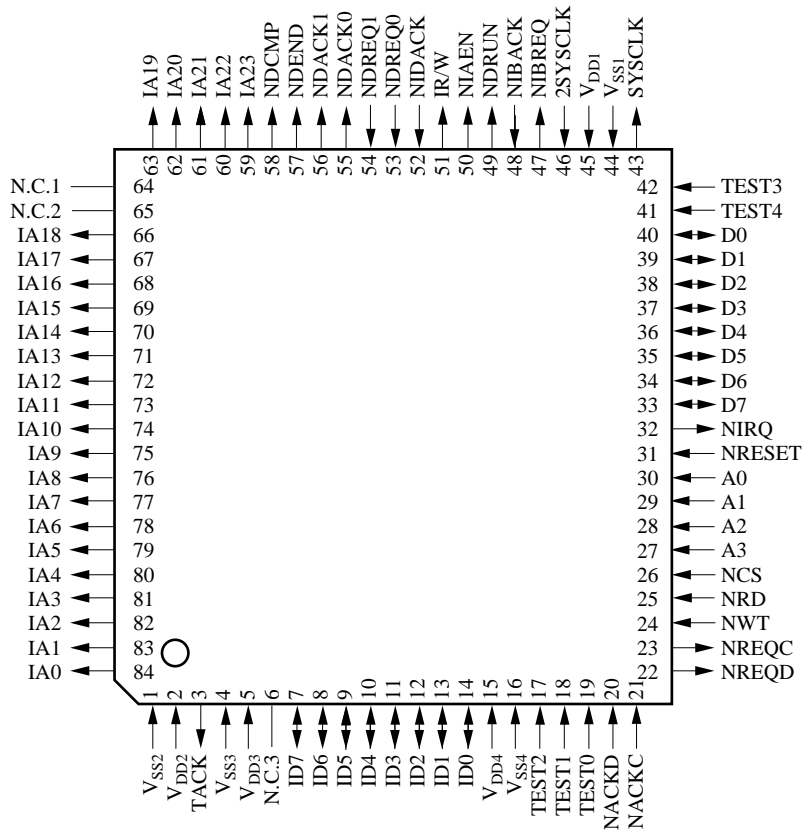 IA19 IA20 IA21 IA22 IA23 NDCMP NDEND NDACK1 NDACK0 NDREQ1 NDREQ0 NIDACK IR/W NIAEN NDRUN NIBACK NIBREQ 2SYSCLK VDD1 VSS1 SYSCLK
63 62 61 60 59 58 57 56 55 54 53 52 51 50 49 48 47 46 45 44 43
N.C.1 64 42 TEST3
N.C.2 65 41 TEST4
IA18 66 40 D0
IA17 67 39 D1
IA16 68 38 D2
IA15 69 37 D3
IA14 70 36 D4
IA13 71 35 D5
IA12 72 34 D6
IA11 73 33 D7
IA10 74 32 NIRQ
IA9 75 31 NRESET
IA8 76 30 A0
IA7 77 29 A1
IA6 78 28 A2
IA5 79 27 A3
IA4 80 26 NCS
IA3 81 25 NRD
IA2 82 24 NWT
IA1 83 23 NREQC
IA0 84 22 NREQD
1 2 3 4 5 6 7 8 9 10 11 12 13 14 15 16 17 18 19 20 21
VSS2 VDD2 TACK VSS3 VDD3 N.C.3 ID7 ID6 ID5 ID4 ID3 ID2 ID1 ID0 VDD4 VSS4 TEST2 TEST1 TEST0 NACKD NACKC